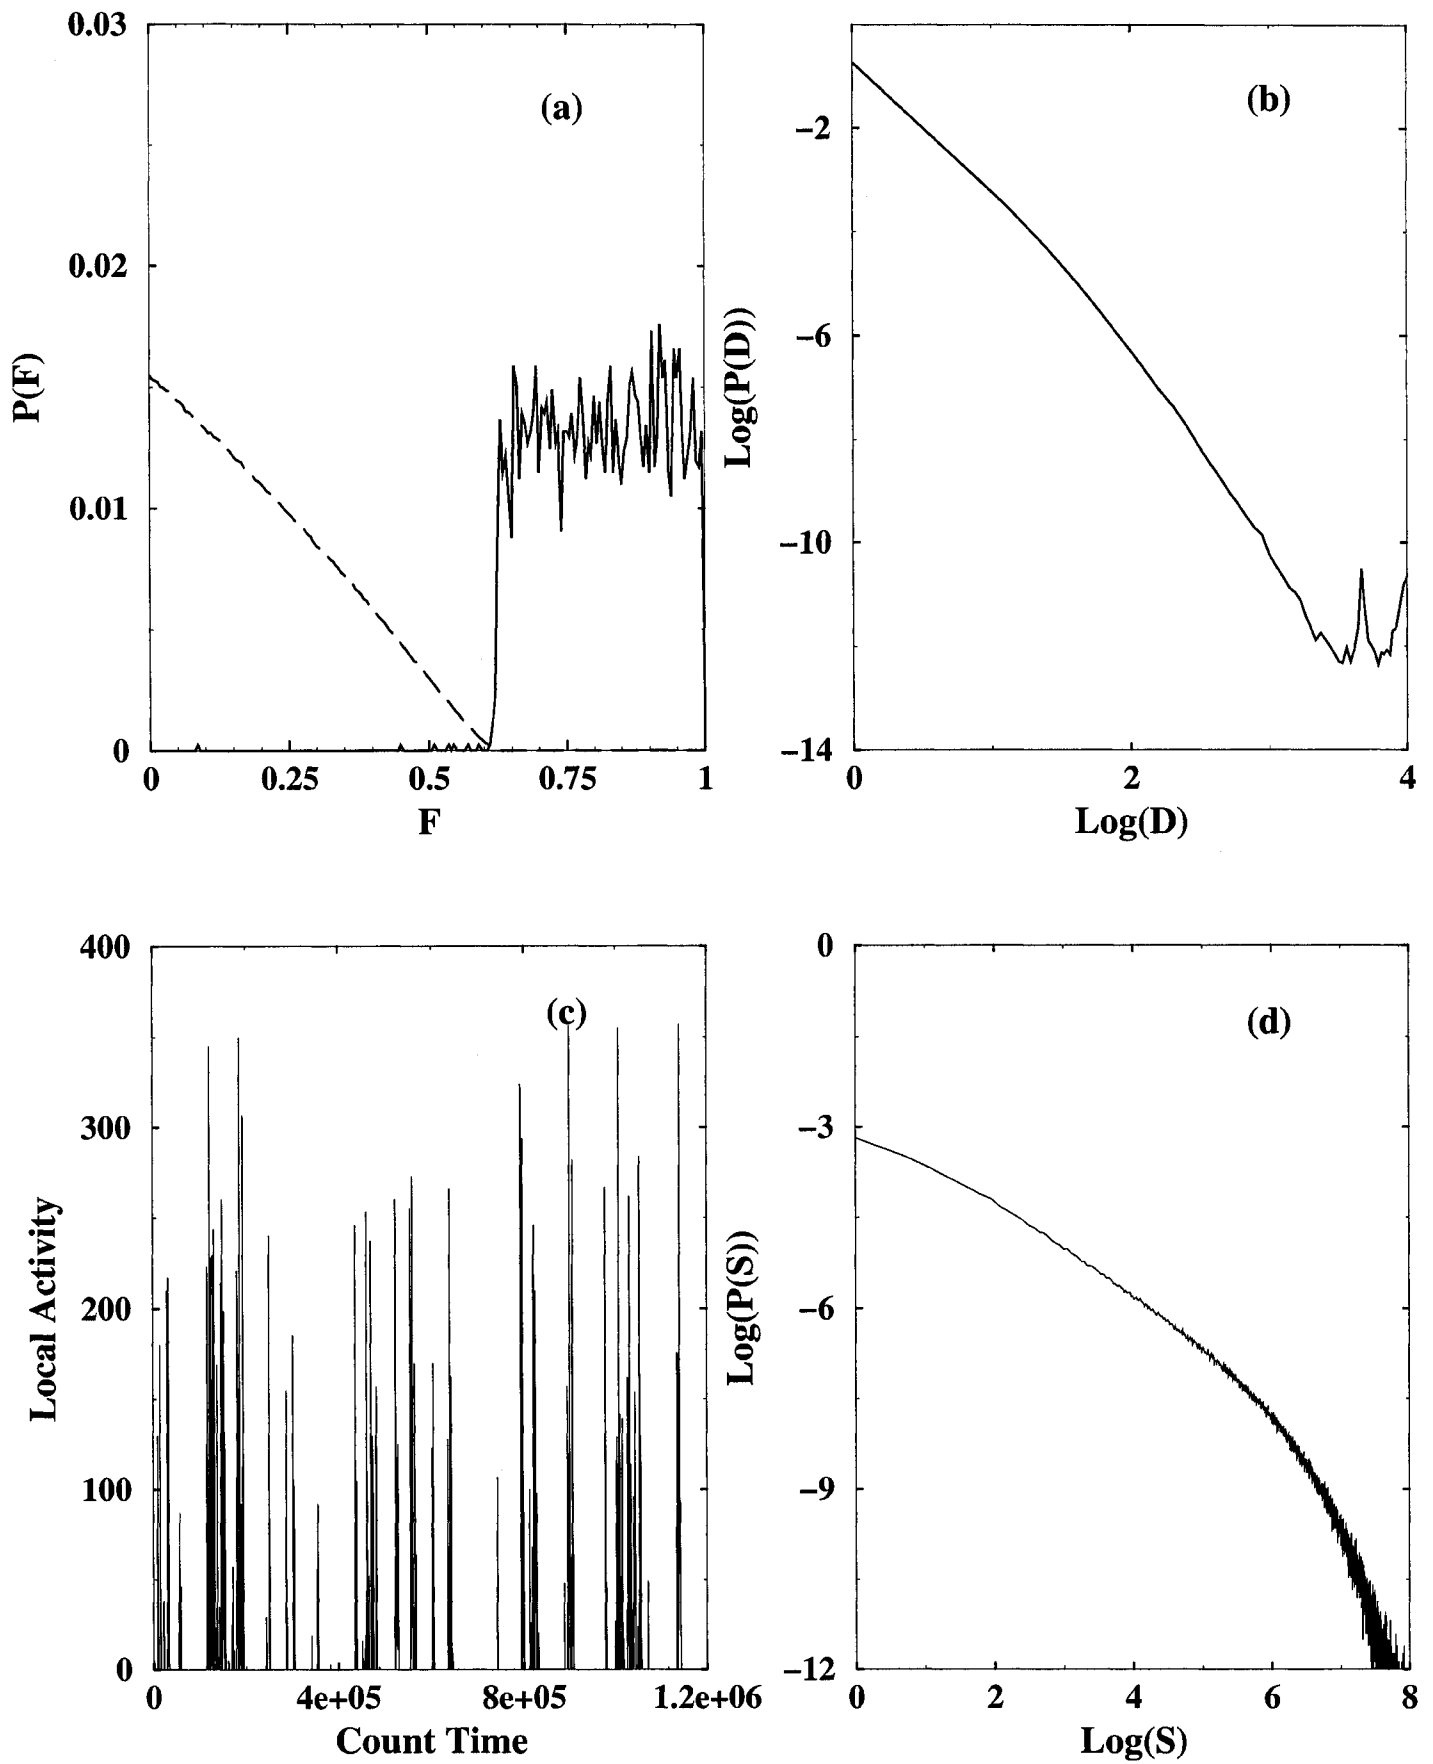 (a)
0.03
0.02
0.01
0
P(F)
0 0.25 0.5 0.75 1
F
(b)
−2
−6
−10
−14
Log(P(D))
0 2 4
Log(D)
(c)
400
300
200
100
0
Local Activity
0 4e+05 8e+05 1.2e+06
Count Time
(d)
0
−3
−6
−9
−12
Log(P(S))
0 2 4 6 8
Log(S)